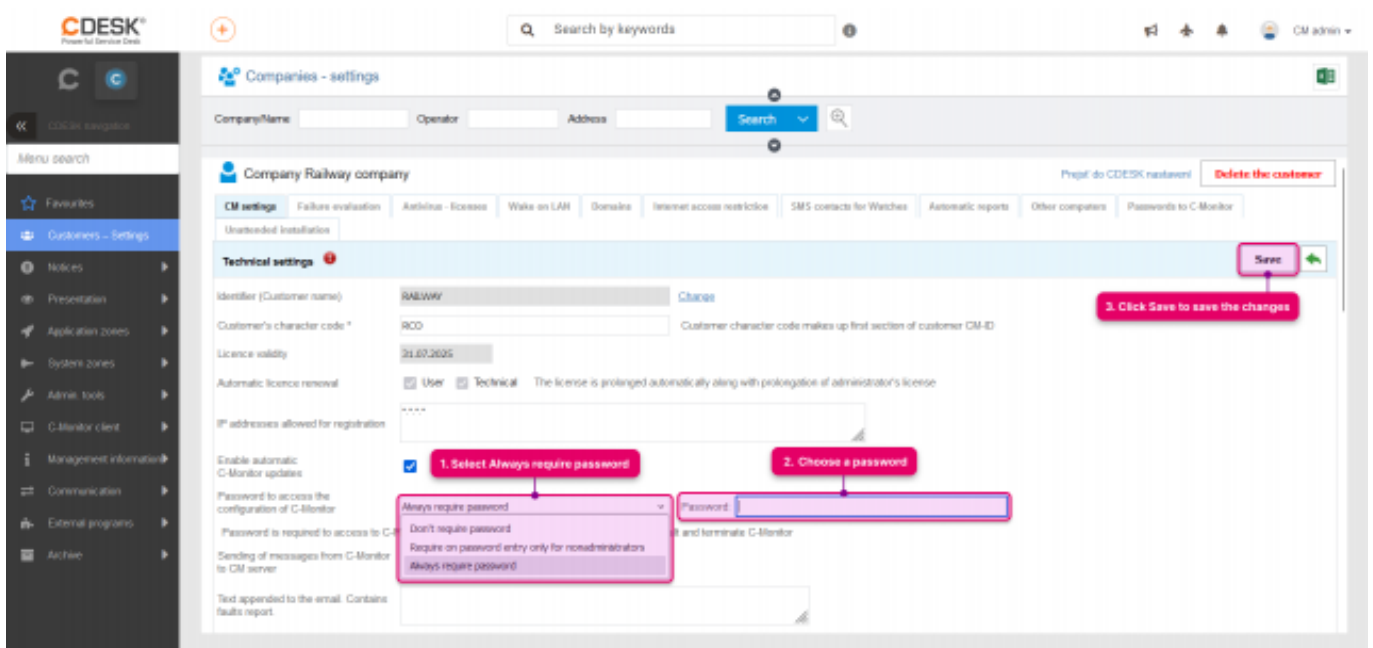 CDESK®
Powerful Service Desk
Search by keywords
CM admin
Companies - settings
CDESK navigation
Company/Name
Operator
Address
Search
Menu search
Company Railway company
Prejsť do CDESK nastavení
Delete the customer
Favourites
CM settings
Failure evaluation
Antivirus - licenses
Wake on LAN
Domains
Internet access restriction
SMS contacts for Watches
Automatic reports
Other computers
Passwords to C-Monitor
Unattended installation
Customers – Settings
Technical settings
Save
Notices
Identifier (Customer name)
RAILWAY
Change
3. Click Save to save the changes
Presentation
Customer's character code *
RCO
Customer character code makes up first section of customer CM-ID
Application zones
Licence validity
31.07.2025
System zones
Automatic licence renewal
User
Technical
The license is prolonged automatically along with prolongation of administrator's license
Admin. tools
IP addresses allowed for registration
*.*.*.*
C-Monitor client
Enable automatic
C-Monitor updates
1. Select Always require password
2. Choose a password
Management information
Password to access the
configuration of C-Monitor
Always require password
Password:
Communication
External programs
Password is required to access to C-
lt and terminate C-Monitor
Don't require password
Require on password entry only for nonadministrators
Always require password
Sending of messages from C-Monitor
to CM server
Archive
Text appended to the email. Contains
faults report